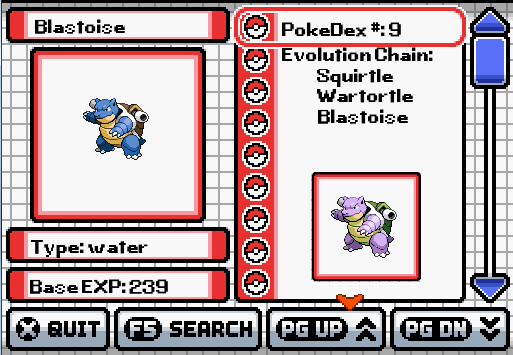 Blastoise
PokeDex #: 9
Evolution Chain:
Squirtle
Wartortle
Blastoise
Type: water
Base EXP: 239
X QUIT
F5 SEARCH
PG UP
PG DN